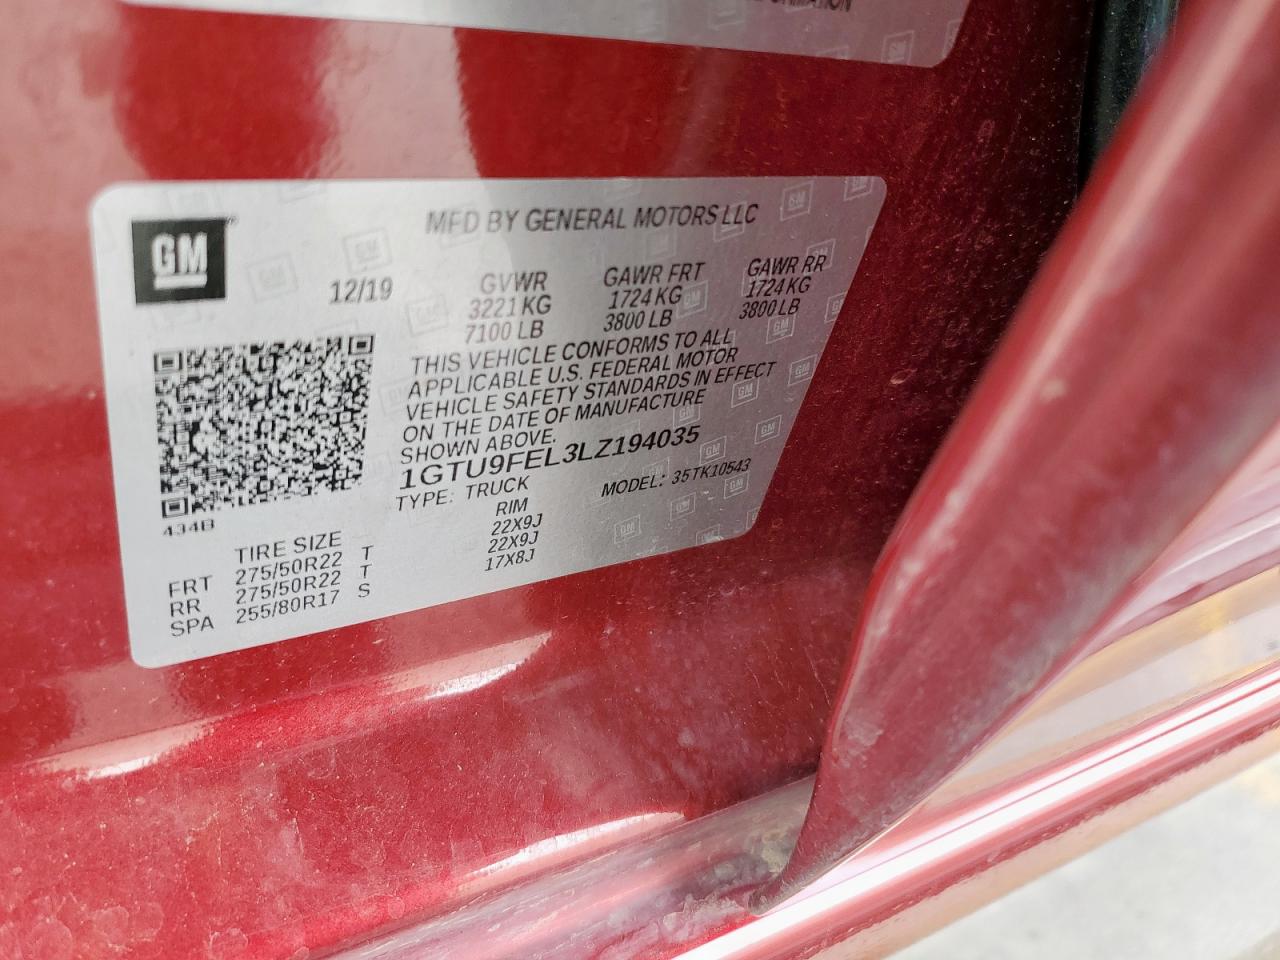 GM
MFD BY GENERAL MOTORS LLC
12/19
GVWR GAWR FRT GAWR RR
3221 KG 1724 KG 1724 KG
7100 LB 3800 LB 3800 LB
THIS VEHICLE CONFORMS TO ALL
APPLICABLE U.S. FEDERAL MOTOR
VEHICLE SAFETY STANDARDS IN EFFECT
ON THE DATE OF MANUFACTURE
SHOWN ABOVE.
1GTU9FEL3LZ194035
TYPE: TRUCK MODEL: 35TK10543
434B
TIRE SIZE RIM
FRT 275/50R22 T 22X9J
RR 275/50R22 T 22X9J
SPA 255/80R17 S 17X8J